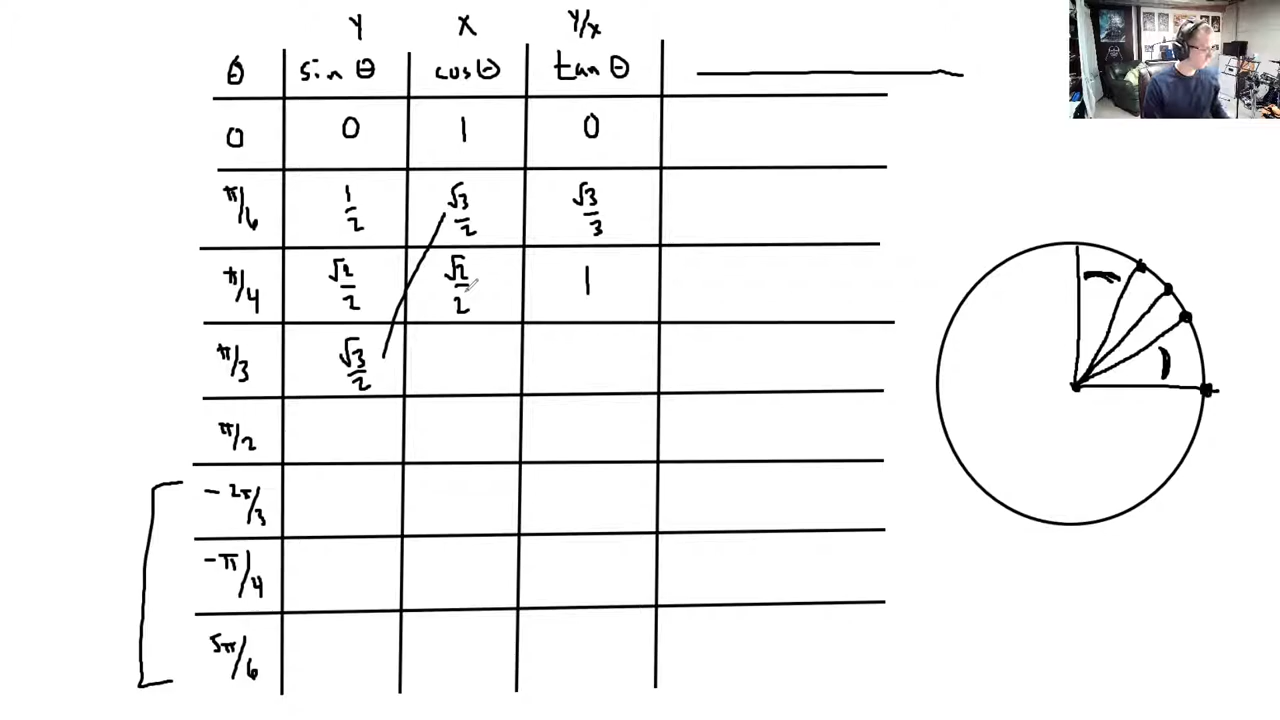 Y X Y/x
θ sin θ cosθ tan θ
0 0 1 0
π/6 1/2 √3/2 √3/3
π/4 √2/2 √2/2 1
π/3 √3/2
π/2
-2π/3
-π/4
5π/6